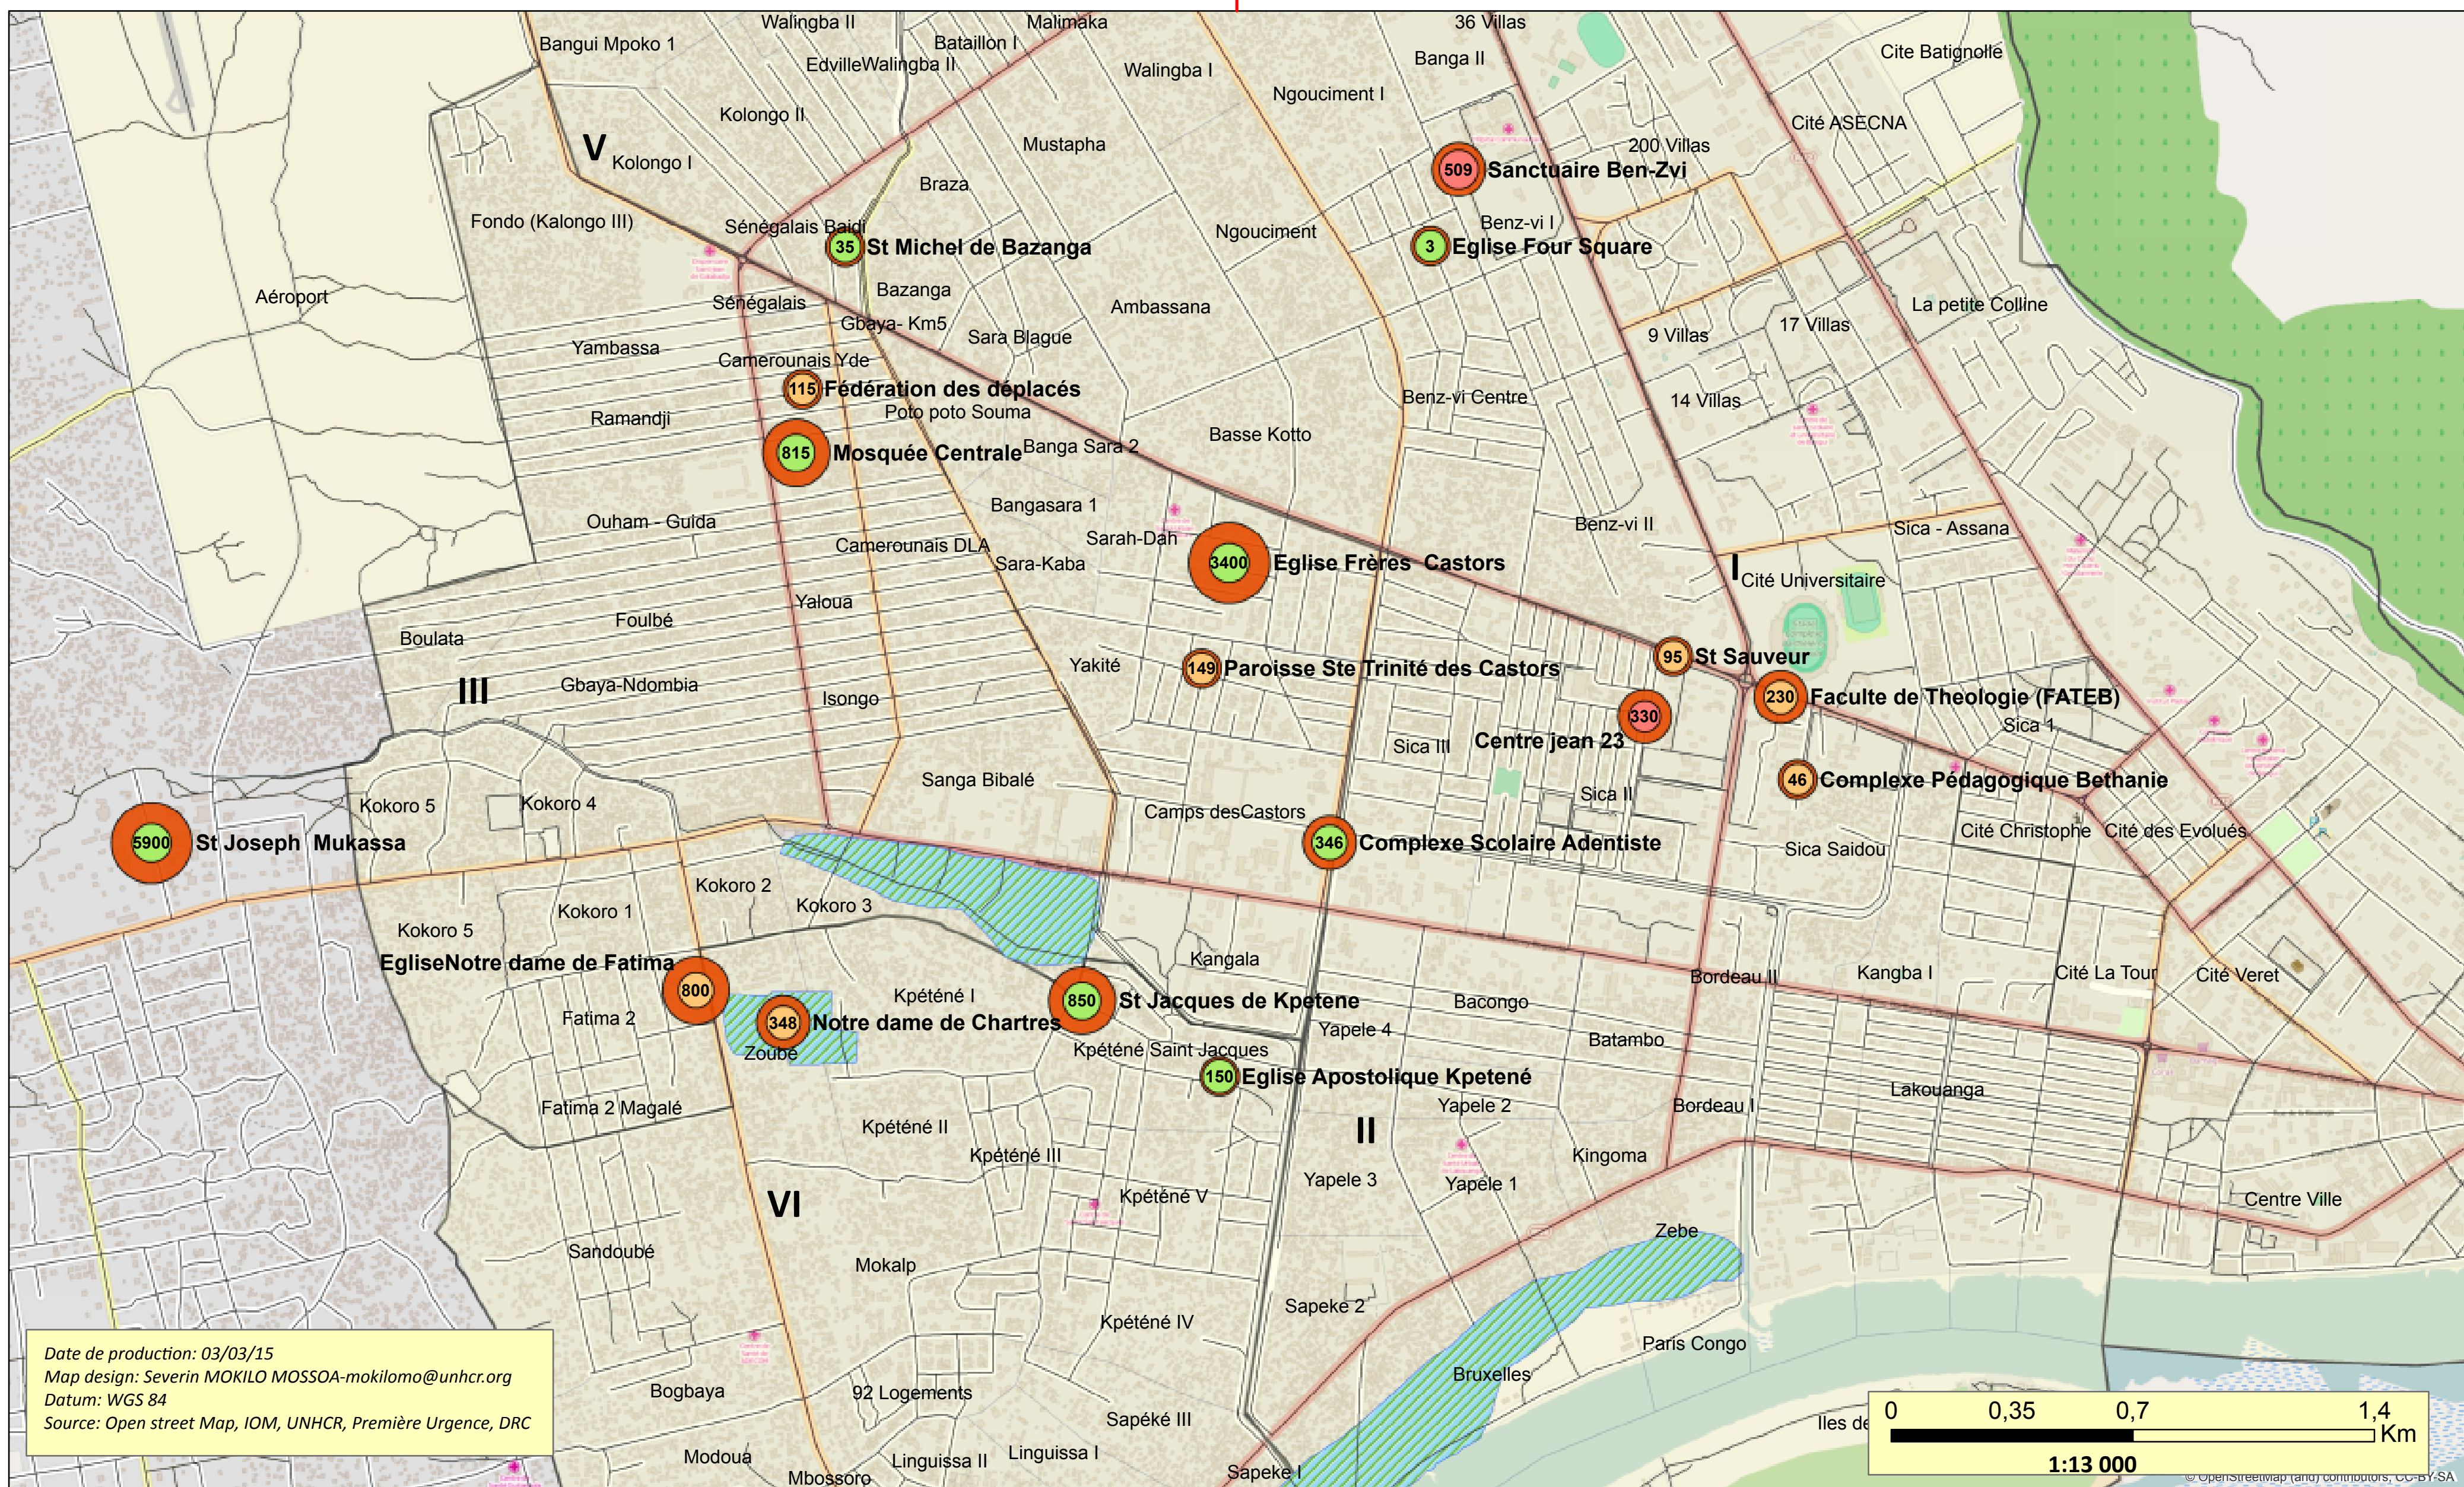 Walingba II
Malimaka
36 Villas
Bangui Mpoko 1
Bataillon I
Cite Batignolle
Edville
Walingba II
Walingba I
Banga II
Ngouciment I
Kolongo II
Cité ASECNA
V
Kolongo I
Mustapha
200 Villas
509 Sanctuaire Ben-Zvi
Braza
Fondo (Kalongo III)
Sénégalais Baidi
Ngouciment
Benz-vi I
35 St Michel de Bazanga
3 Eglise Four Square
Aéroport
Bazanga
Sénégalais
Ambassana
La petite Colline
Gbaya- Km5
Sara Blague
9 Villas
17 Villas
Yambassa
Camerounais Yde
115 Fédération des déplacés
Benz-vi Centre
14 Villas
Ramandji
Poto poto Souma
Basse Kotto
815 Mosquée Centrale
Banga Sara 2
Bangasara 1
Ouham - Guida
Benz-vi II
Sica - Assana
Camerounais DLA
Sarah-Dah
Sara-Kaba
3400 Eglise Frères Castors
I
Cité Universitaire
Yaloua
Foulbé
Boulata
Yakité
149 Paroisse Ste Trinité des Castors
95 St Sauveur
III
Gbaya-Ndombia
Isongo
230 Faculte de Theologie (FATEB)
330
Centre jean 23
Sica III
Sica 1
Sanga Bibalé
46 Complexe Pédagogique Bethanie
Kokoro 5
Kokoro 4
Camps desCastors
Sica II
Cité Christophe
Cité des Evolués
5900 St Joseph Mukassa
346 Complexe Scolaire Adentiste
Sica Saidou
Kokoro 2
Kokoro 3
Kokoro 1
Kokoro 5
EgliseNotre dame de Fatima
800
Kangala
Bordeau II
Kangba I
Cité La Tour
Cité Veret
Kpéténé I
850 St Jacques de Kpetene
Bacongo
Fatima 2
348 Notre dame de Chartres
Yapele 4
Zoubé
Kpéténé Saint Jacques
Batambo
150 Eglise Apostolique Kpetené
Lakouanga
Fatima 2 Magalé
Yapele 2
Bordeau I
Kpéténé II
II
Kpéténé III
Kingoma
Yapele 3
Yapele 1
VI
Kpéténé V
Centre Ville
Zebe
Sandoubé
Mokalp
Sapeke 2
Kpéténé IV
Paris Congo
Bruxelles
Bogbaya
92 Logements
Sapéké III
Iles de
Modoua
Linguissa II
Linguissa I
Mbossoro
Sapeke I
Date de production: 03/03/15
Map design: Severin MOKILO MOSSOA-mokilomo@unhcr.org
Datum: WGS 84
Source: Open street Map, IOM, UNHCR, Première Urgence, DRC
0 0,35 0,7 1,4
Km
1:13 000
© OpenStreetMap (and) contributors, CC-BY-SA